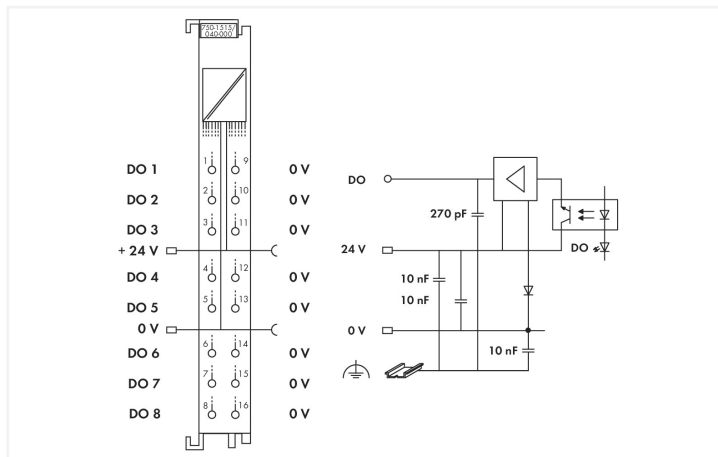 750-1515/
040-000
DO 1 1 9 0 V
DO 2 2 10 0 V
DO 3 3 11 0 V
+ 24 V
DO 4 4 12 0 V
DO 5 5 13 0 V
0 V
DO 6 6 14 0 V
DO 7 7 15 0 V
DO 8 8 16 0 V
DO
270 pF
DO
24 V
10 nF
10 nF
0 V
10 nF